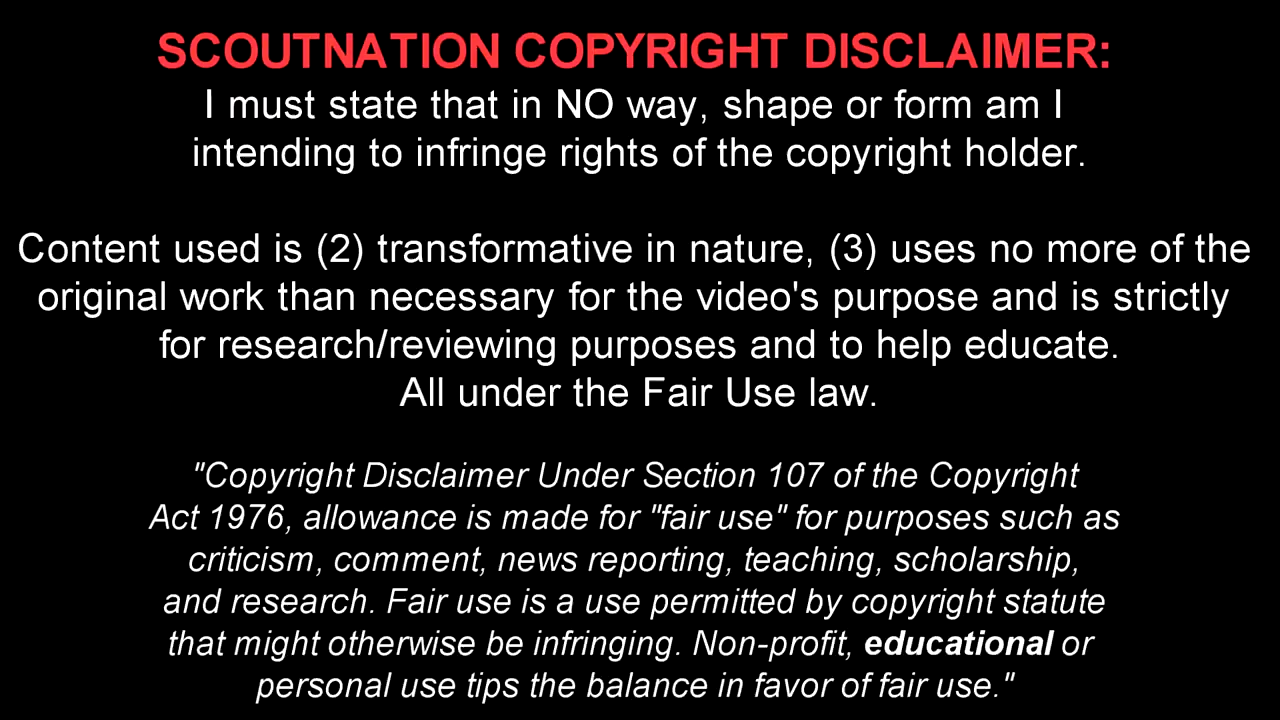 SCOUTNATION COPYRIGHT DISCLAIMER:
I must state that in NO way, shape or form am I
intending to infringe rights of the copyright holder.
Content used is (2) transformative in nature, (3) uses no more of the
original work than necessary for the video's purpose and is strictly
for research/reviewing purposes and to help educate.
All under the Fair Use law.
"Copyright Disclaimer Under Section 107 of the Copyright
Act 1976, allowance is made for "fair use" for purposes such as
criticism, comment, news reporting, teaching, scholarship,
and research. Fair use is a use permitted by copyright statute
that might otherwise be infringing. Non-profit, educational or
personal use tips the balance in favor of fair use."